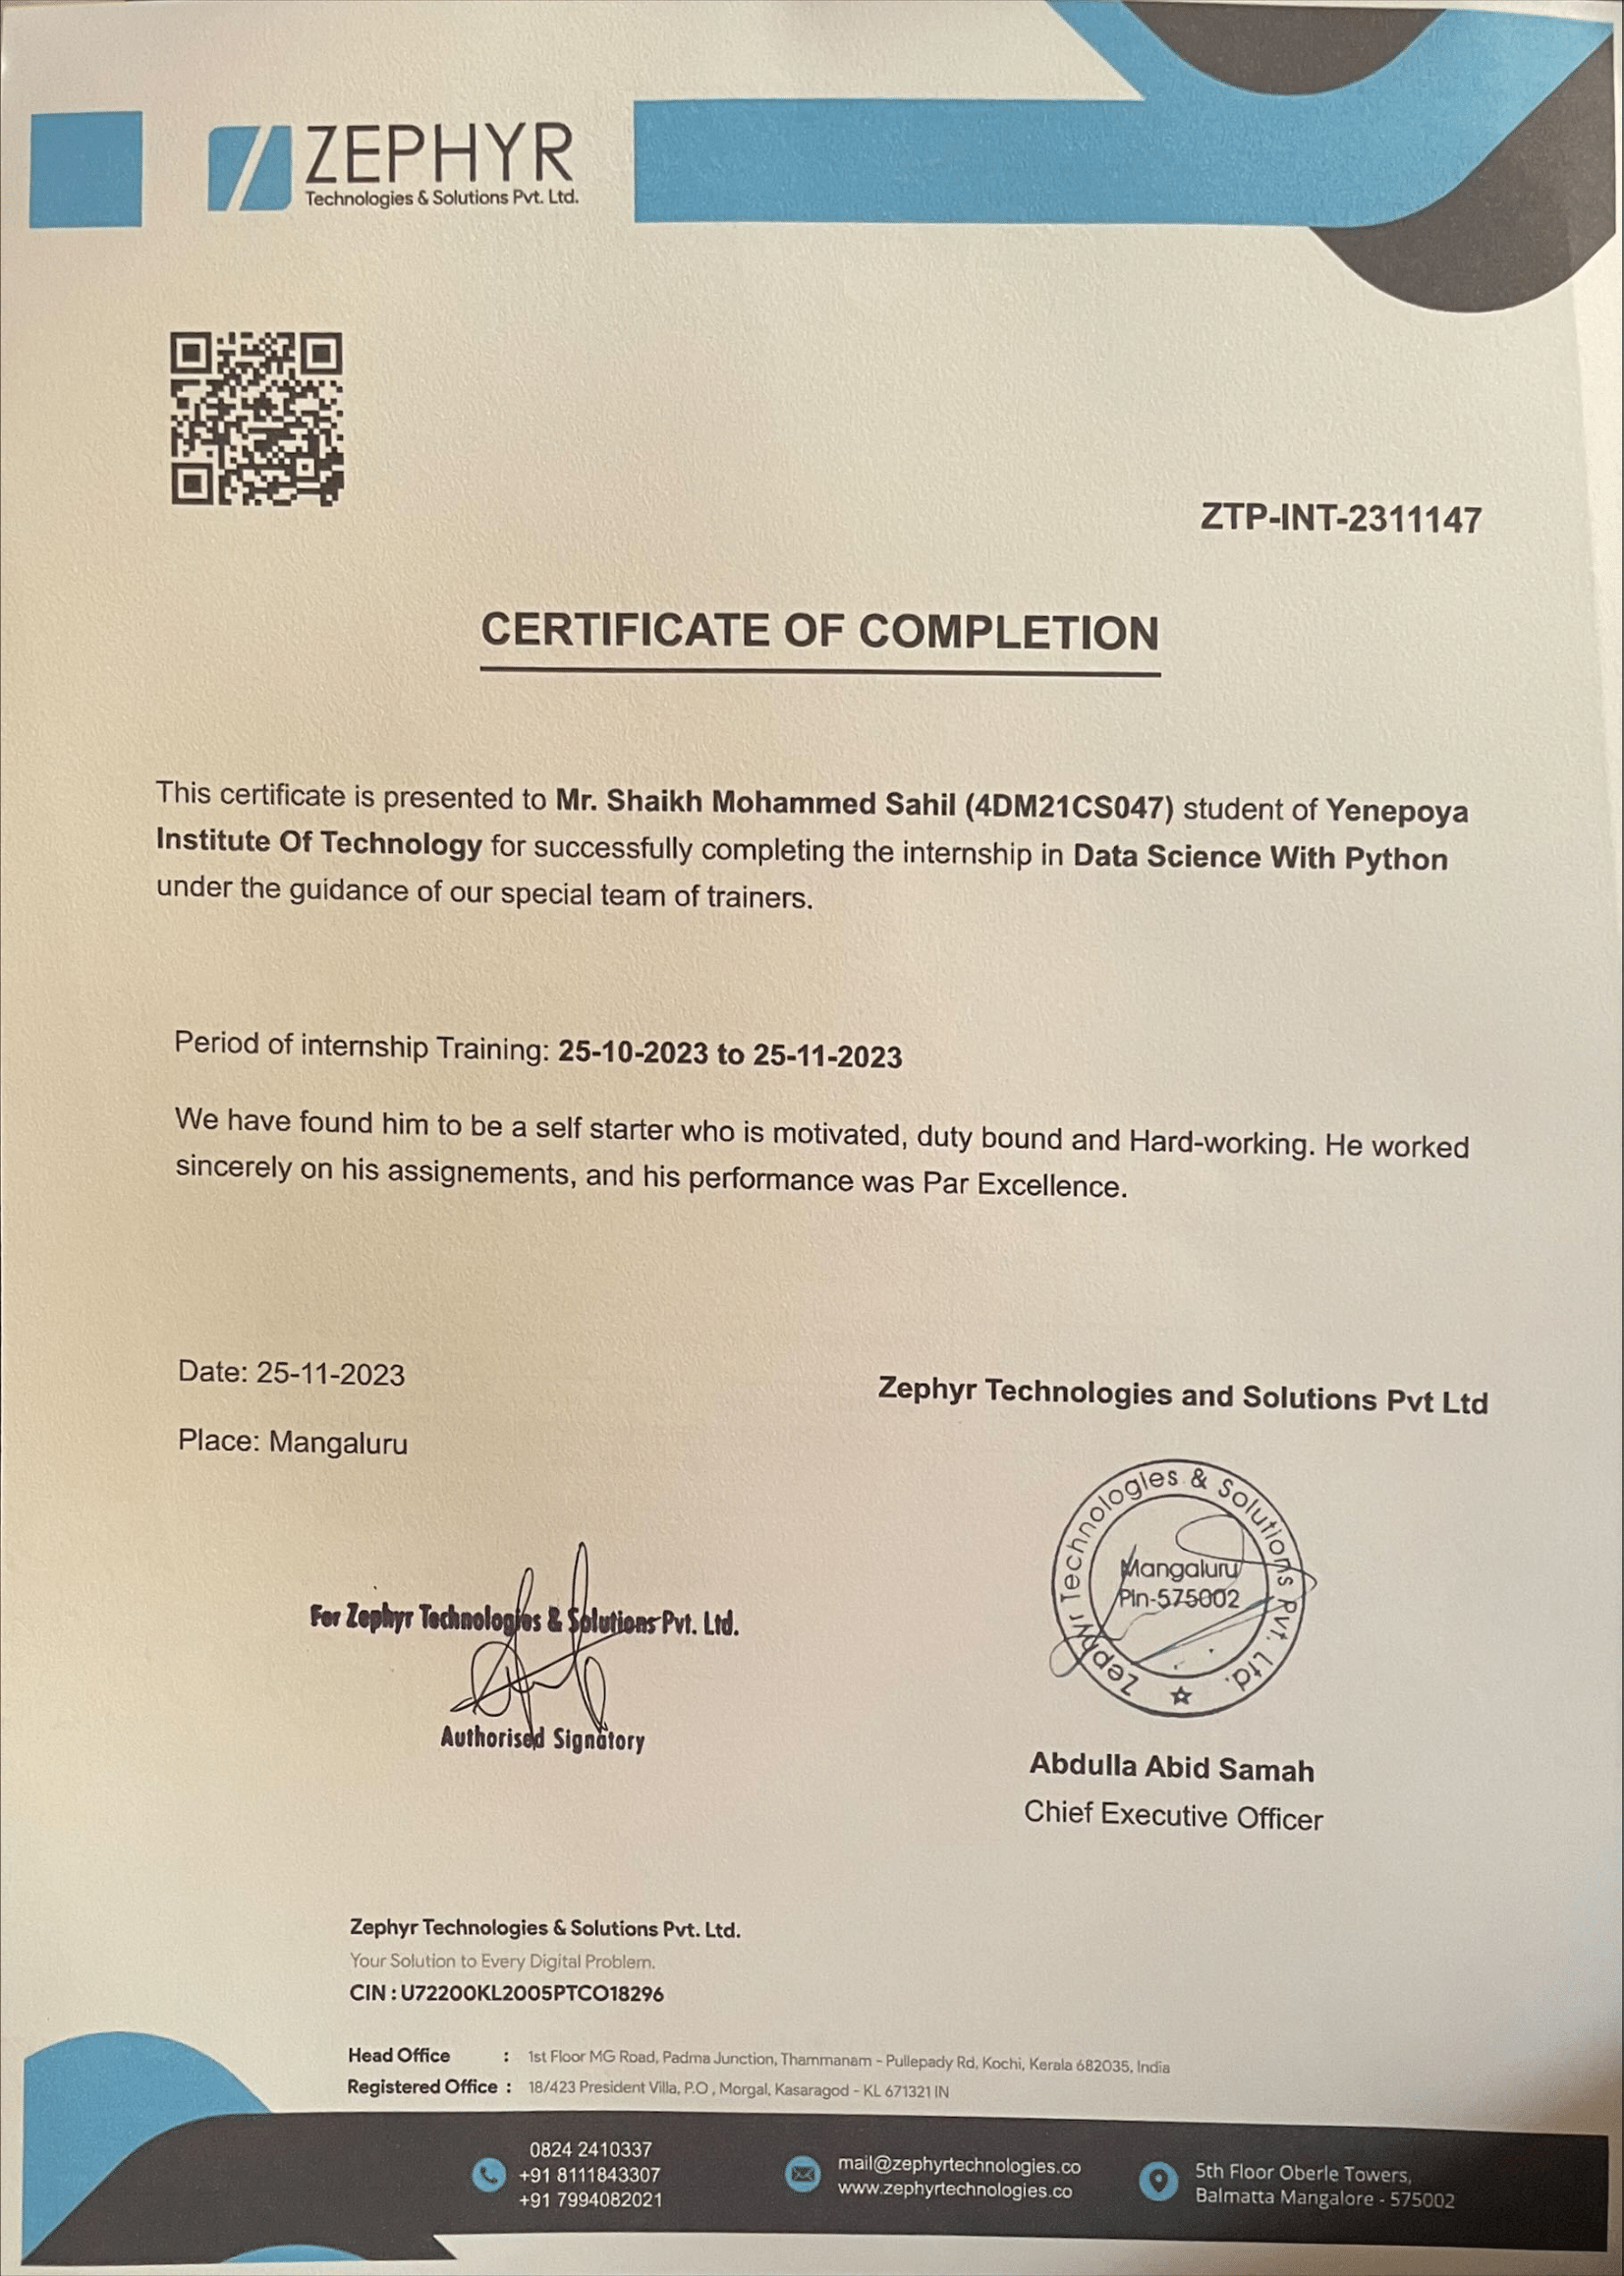 ZEPHYR
Technologies & Solutions Pvt. Ltd.
ZTP-INT-2311147
CERTIFICATE OF COMPLETION
This certificate is presented to Mr. Shaikh Mohammed Sahil (4DM21CS047) student of Yenepoya
Institute Of Technology for successfully completing the internship in Data Science With Python
under the guidance of our special team of trainers.
Period of internship Training: 25-10-2023 to 25-11-2023
We have found him to be a self starter who is motivated, duty bound and Hard-working. He worked
sincerely on his assignements, and his performance was Par Excellence.
Date: 25-11-2023
Place: Mangaluru
Zephyr Technologies and Solutions Pvt Ltd
Zephyr Technologies & Solutions Pvt. Ltd.
Mangaluru
Pin-575002
For Zephyr Technologies & Solutions Pvt. Ltd.
Authorised Signatory
Abdulla Abid Samah
Chief Executive Officer
Zephyr Technologies & Solutions Pvt. Ltd.
Your Solution to Every Digital Problem.
CIN : U72200KL2005PTC018296
Head Office : 1st Floor MG Road, Padma Junction, Thammanam - Pullepady Rd, Kochi, Kerala 682035, India
Registered Office : 18/423 President Villa, P.O , Morgal, Kasaragod - KL 671321 IN
0824 2410337
+91 8111843307
+91 7994082021
mail@zephyrtechnologies.co
www.zephyrtechnologies.co
5th Floor Oberle Towers,
Balmatta Mangalore - 575002